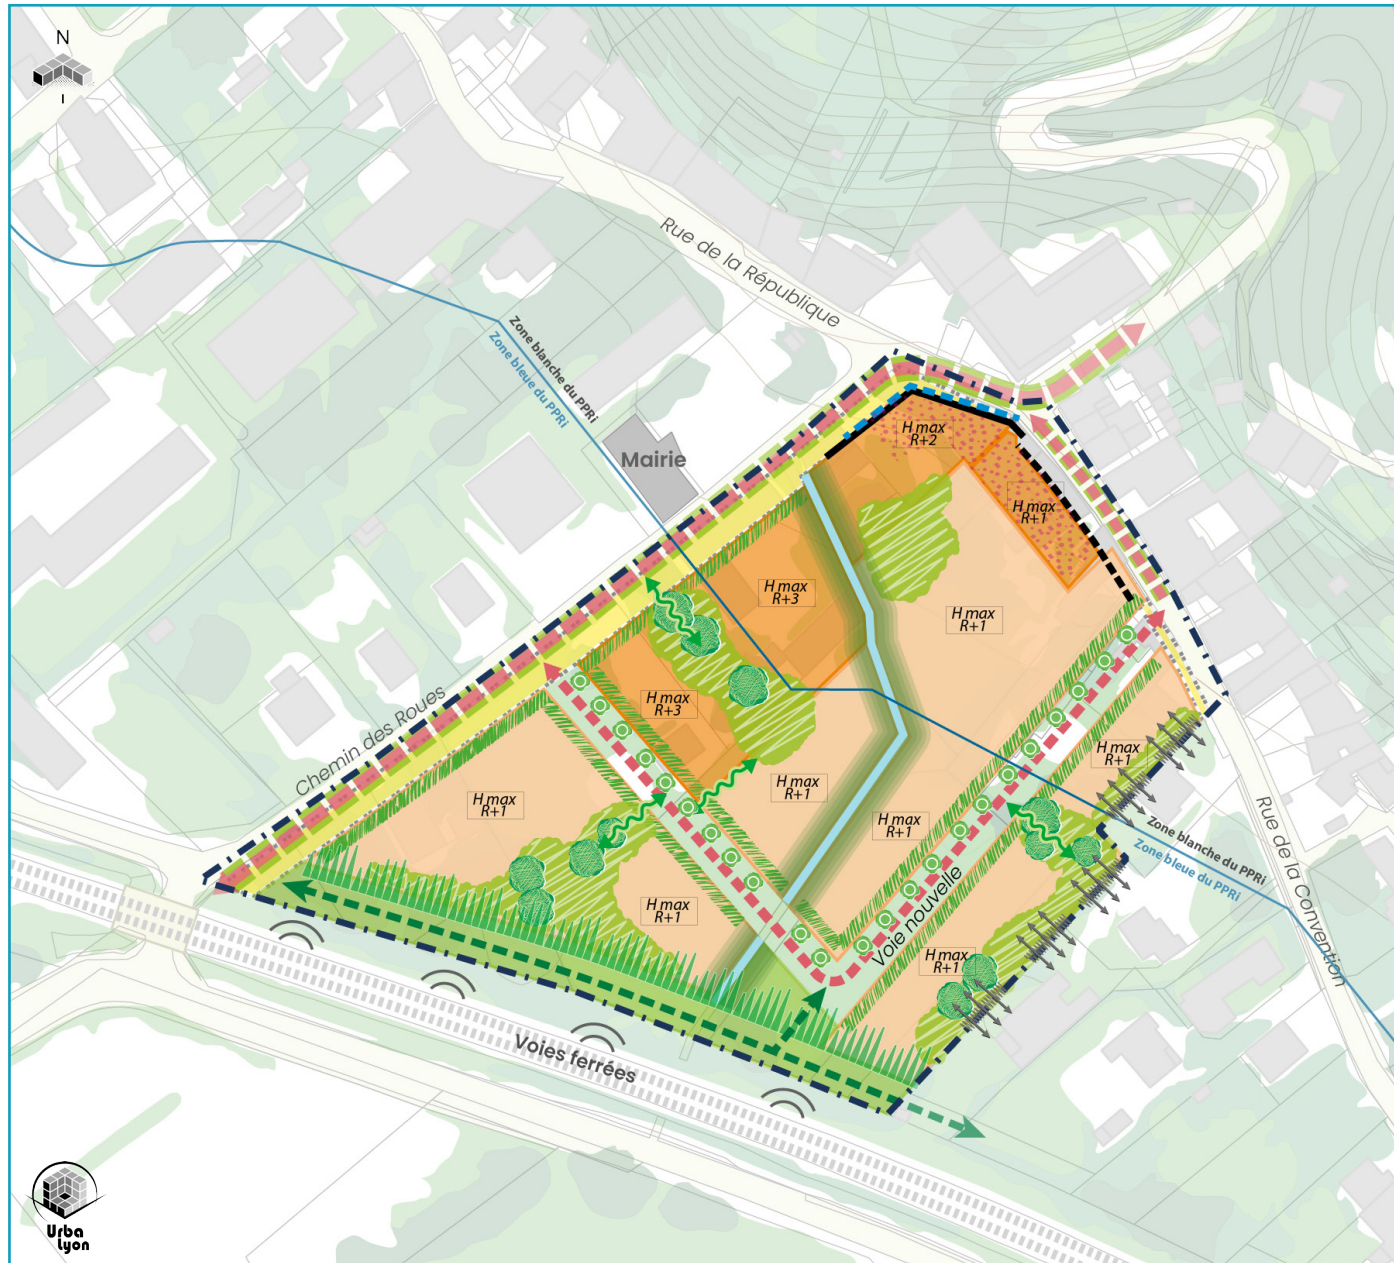 N
Rue de la République
Zone blanche du PPRi
Zone bleue du PPRi
Mairie
H max
R+2
H max
R+1
H max
R+3
H max
R+1
H max
R+3
Chemin des Roues
H max
R+1
H max
R+1
H max
R+1
H max
R+1
Zone blanche du PPRi
Zone bleue du PPRi
Rue de la Convention
Voie nouvelle
H max
R+1
H max
R+1
Voies ferrées
Urba
Lyon